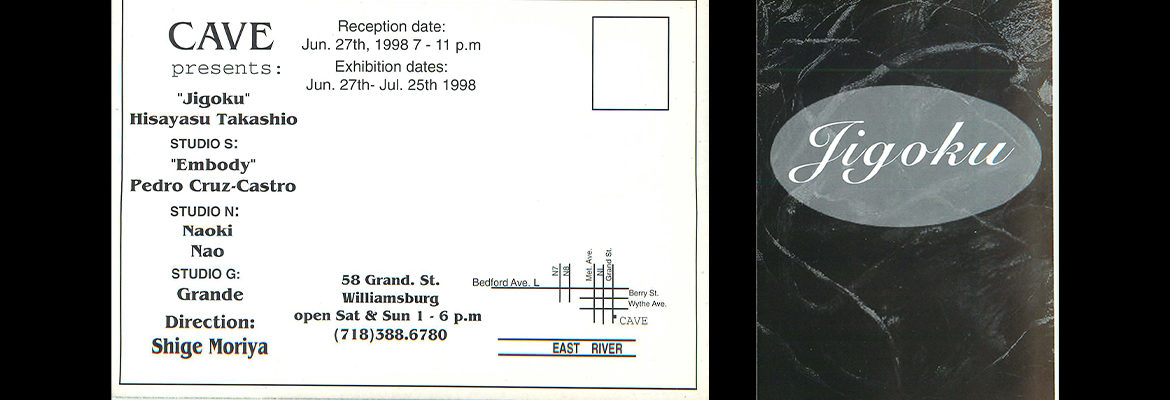 CAVE
presents:
"Jigoku"
Hisayasu Takashio
STUDIO S:
"Embody"
Pedro Cruz-Castro
STUDIO N:
Naoki
Nao
STUDIO G:
Grande
Direction:
Shige Moriya
Reception date:
Jun. 27th, 1998 7 - 11 p.m
Exhibition dates:
Jun. 27th- Jul. 25th 1998
58 Grand. St.
Williamsburg
open Sat & Sun 1 - 6 p.m
(718)388.6780
Bedford Ave. L
N7
N8
Met. Ave.
NI
Grand St.
Berry St.
Wythe Ave.
CAVE
EAST RIVER
Jigoku